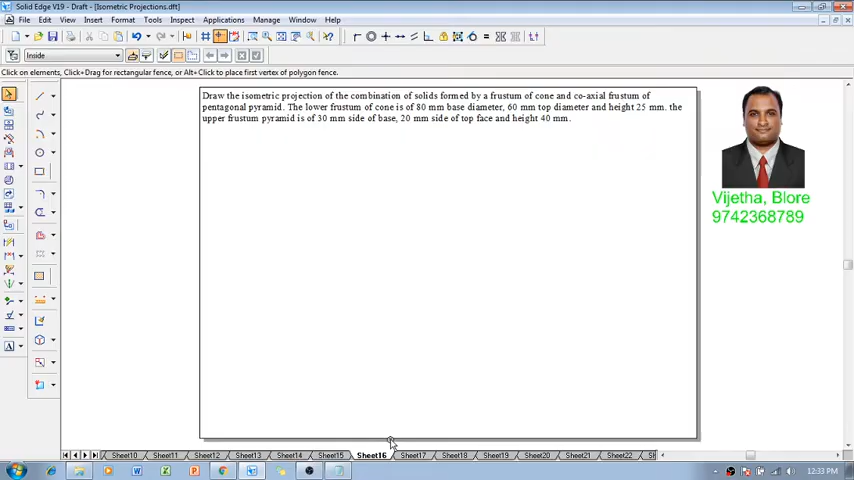 Solid Edge V19 - Draft - [Isometric Projections.dft]
File Edit View Insert Format Tools Inspect Applications Manage Window Help
Inside
Click on elements, Click+Drag for rectangular fence, or Alt+Click to place first vertex of polygon fence.
Draw the isometric projection of the combination of solids formed by a frustum of cone and co-axial frustum of
pentagonal pyramid. The lower frustum of cone is of 80 mm base diameter, 60 mm top diameter and height 25 mm. the
upper frustum pyramid is of 30 mm side of base, 20 mm side of top face and height 40 mm.
Vijetha, Blore
9742368789
Sheet10 Sheet11 Sheet12 Sheet13 Sheet14 Sheet15 Sheet16 Sheet17 Sheet18 Sheet19 Sheet20 Sheet21 Sheet22 Sh
12:33 PM